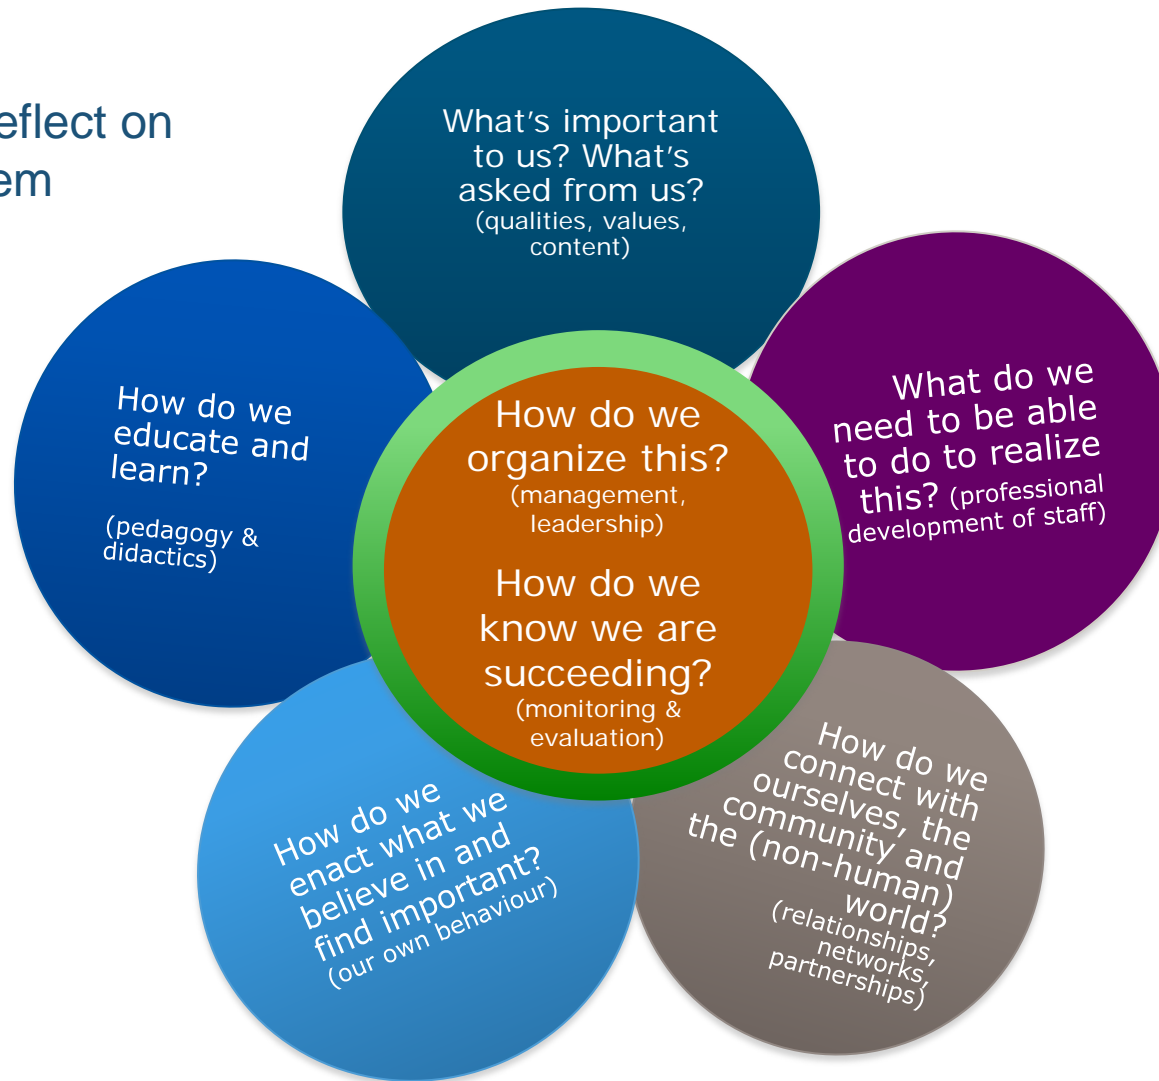 eflect on
em
What's important
to us? What's
asked from us?
(qualities, values,
content)
How do we
educate and
learn?
(pedagogy &
didactics)
What do we
need to be able
to do to realize
this? (professional
development of staff)
How do we
organize this?
(management,
leadership)
How do we
know we are
succeeding?
(monitoring &
evaluation)
How do we
enact what we
believe in and
find important?
(our own behaviour)
How do we
connect with
ourselves, the
community and
the (non-human)
world?
(relationships,
networks,
partnerships)